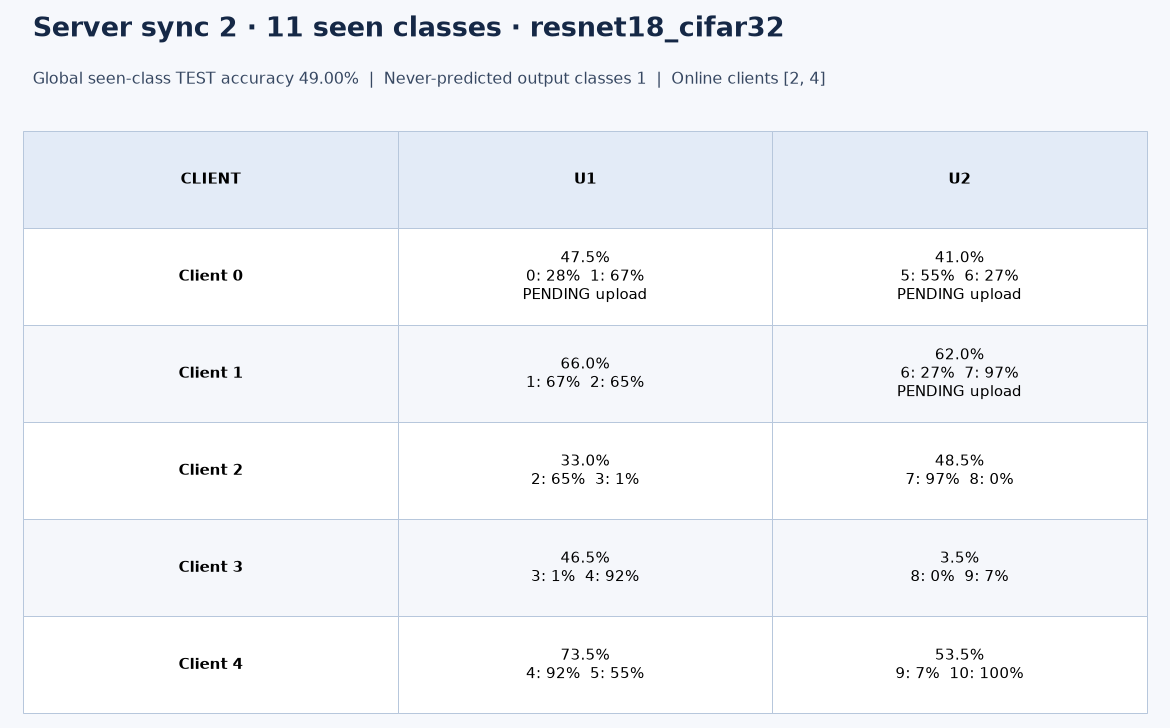 Server sync 2 · 11 seen classes · resnet18_cifar32
Global seen-class TEST accuracy 49.00%  |  Never-predicted output classes 1  |  Online clients [2, 4]
CLIENT
U1
U2
Client 0
47.5%
0: 28%  1: 67%
PENDING upload
41.0%
5: 55%  6: 27%
PENDING upload
Client 1
66.0%
1: 67%  2: 65%
62.0%
6: 27%  7: 97%
PENDING upload
Client 2
33.0%
2: 65%  3: 1%
48.5%
7: 97%  8: 0%
Client 3
46.5%
3: 1%  4: 92%
3.5%
8: 0%  9: 7%
Client 4
73.5%
4: 92%  5: 55%
53.5%
9: 7%  10: 100%